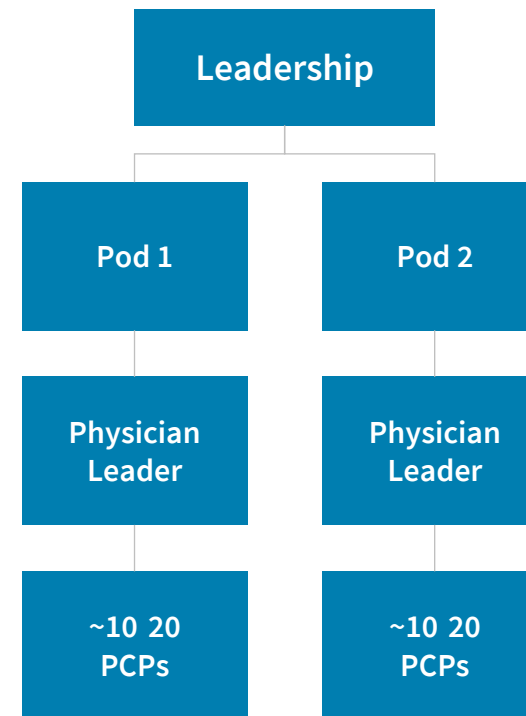 Leadership
Pod 1
Pod 2
Physician
Leader
Physician
Leader
~10 20
PCPs
~10 20
PCPs